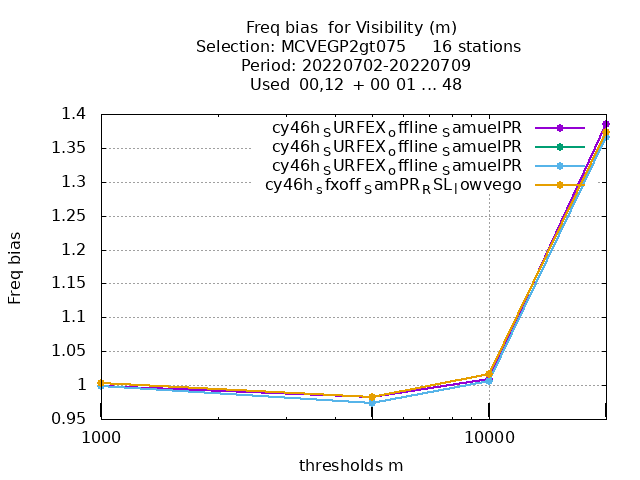 Freq bias for Visibility (m)
Selection: MCVEGP2gt075 16 stations
Period: 20220702-20220709
Used 00,12 + 00 01 ... 48
1.4
1.35
1.3
1.25
1.2
1.15
1.1
1.05
1
0.95
Freq bias
cy46h_SURFEX_offline_SamuelPR
cy46h_SURFEX_offline_SamuelPR
cy46h_SURFEX_offline_SamuelPR
cy46h_sfxoff_SamPR_RSL_lowvego
1000
10000
thresholds m